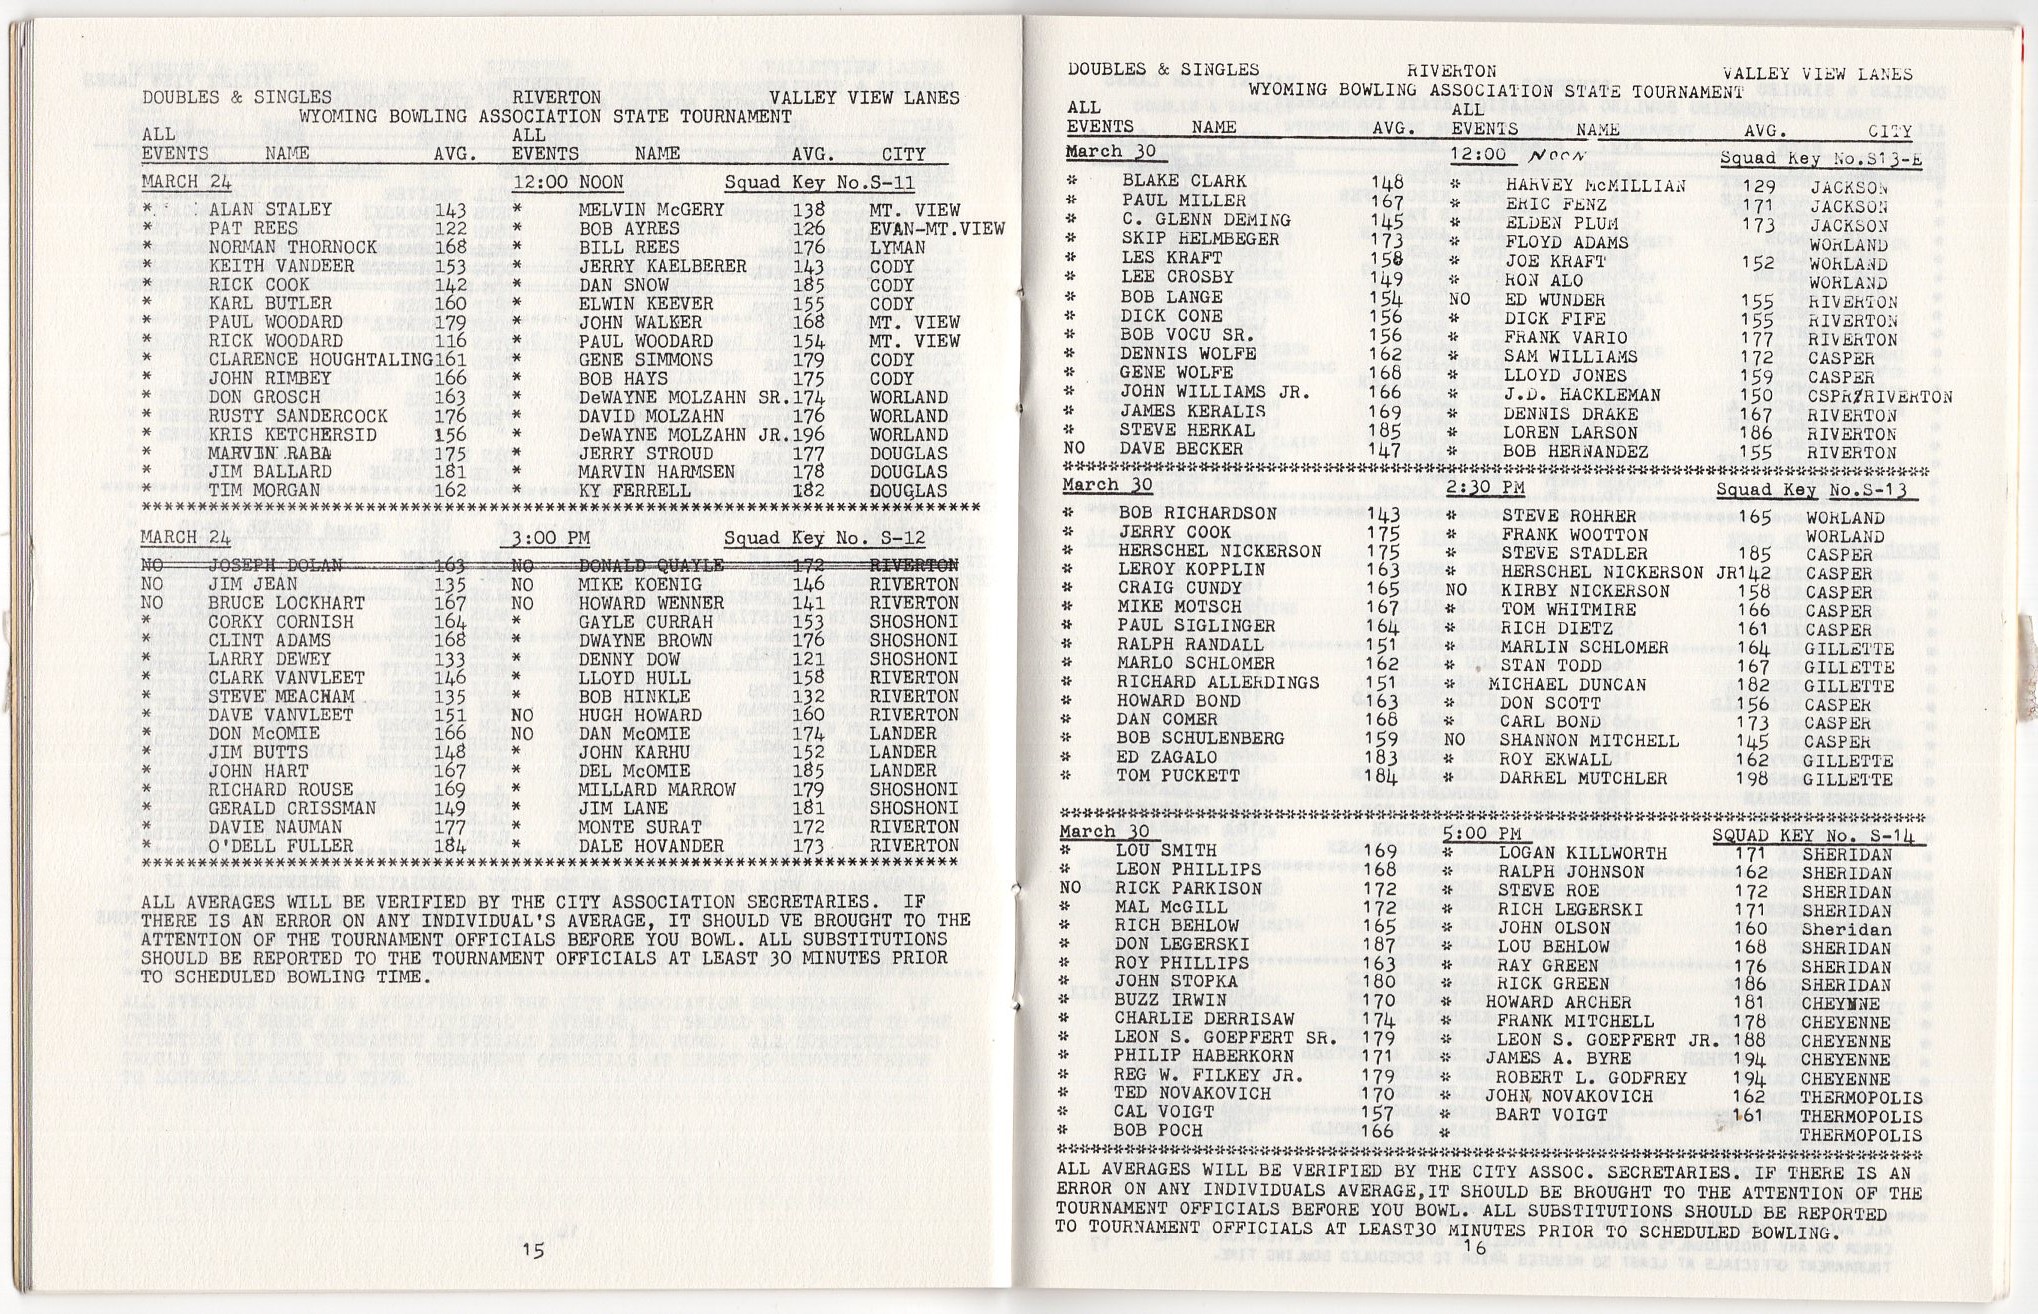 DOUBLES & SINGLES RIVERTON VALLEY VIEW LANES
WYOMING BOWLING ASSOCIATION STATE TOURNAMENT
ALL ALL
EVENTS NAME AVG. EVENTS NAME AVG. CITY
MARCH 24 12:00 NOON Squad Key No.S-11
* ALAN STALEY 143 * MELVIN McGERY 138 MT. VIEW
* PAT REES 122 * BOB AYRES 126 EVAN-MT.VIEW
* NORMAN THORNOCK 168 * BILL REES 176 LYMAN
* KEITH VANDEER 153 * JERRY KAELBERER 143 CODY
* RICK COOK 142 * DAN SNOW 185 CODY
* KARL BUTLER 160 * ELWIN KEEVER 155 CODY
* PAUL WOODARD 179 * JOHN WALKER 168 MT. VIEW
* RICK WOODARD 116 * PAUL WOODARD 154 MT. VIEW
* CLARENCE HOUGHTALING161 * GENE SIMMONS 179 CODY
* JOHN RIMBEY 166 * BOB HAYS 175 CODY
* DON GROSCH 163 * DeWAYNE MOLZAHN SR.174 WORLAND
* RUSTY SANDERCOCK 176 * DAVID MOLZAHN 176 WORLAND
* KRIS KETCHERSID 156 * DeWAYNE MOLZAHN JR.196 WORLAND
* MARVIN RABA 175 * JERRY STROUD 177 DOUGLAS
* JIM BALLARD 181 * MARVIN HARMSEN 178 DOUGLAS
* TIM MORGAN 162 * KY FERRELL 182 DOUGLAS
****************************************************************************
MARCH 24 3:00 PM Squad Key No. S-12
NO JOSEPH DOLAN 163 NO DONALD QUAYLE 172 RIVERTON
NO JIM JEAN 135 NO MIKE KOENIG 146 RIVERTON
NO BRUCE LOCKHART 167 NO HOWARD WENNER 141 RIVERTON
* CORKY CORNISH 164 * GAYLE CURRAH 153 SHOSHONI
* CLINT ADAMS 168 * DWAYNE BROWN 176 SHOSHONI
* LARRY DEWEY 133 * DENNY DOW 121 SHOSHONI
* CLARK VANVLEET 146 * LLOYD HULL 158 RIVERTON
* STEVE MEACHAM 135 * BOB HINKLE 132 RIVERTON
* DAVE VANVLEET 151 NO HUGH HOWARD 160 RIVERTON
* DON McOMIE 166 NO DAN McOMIE 174 LANDER
* JIM BUTTS 148 * JOHN KARHU 152 LANDER
* JOHN HART 167 * DEL McOMIE 185 LANDER
* RICHARD ROUSE 169 * MILLARD MARROW 179 SHOSHONI
* GERALD CRISSMAN 149 * JIM LANE 181 SHOSHONI
* DAVIE NAUMAN 177 * MONTE SURAT 172 RIVERTON
* O'DELL FULLER 184 * DALE HOVANDER 173 RIVERTON
**************************************************************************
ALL AVERAGES WILL BE VERIFIED BY THE CITY ASSOCIATION SECRETARIES. IF
THERE IS AN ERROR ON ANY INDIVIDUAL'S AVERAGE, IT SHOULD VE BROUGHT TO THE
ATTENTION OF THE TOURNAMENT OFFICIALS BEFORE YOU BOWL. ALL SUBSTITUTIONS
SHOULD BE REPORTED TO THE TOURNAMENT OFFICIALS AT LEAST 30 MINUTES PRIOR
TO SCHEDULED BOWLING TIME.
15
DOUBLES & SINGLES RIVERTON VALLEY VIEW LANES
WYOMING BOWLING ASSOCIATION STATE TOURNAMENT
ALL ALL
EVENTS NAME AVG. EVENTS NAME AVG. CITY
March 30 12:00 NOON Squad Key No.S13-E
* BLAKE CLARK 148 * HARVEY McMILLIAN 129 JACKSON
* PAUL MILLER 167 * ERIC FENZ 171 JACKSON
* C. GLENN DEMING 145 * ELDEN PLUM 173 JACKSON
* SKIP HELMBEGER 173 * FLOYD ADAMS WORLAND
* LES KRAFT 158 * JOE KRAFT 152 WORLAND
* LEE CROSBY 149 * RON ALO WORLAND
* BOB LANGE 154 NO ED WUNDER 155 RIVERTON
* DICK CONE 156 * DICK FIFE 155 RIVERTON
* BOB VOCU SR. 156 * FRANK VARIO 177 RIVERTON
* DENNIS WOLFE 162 * SAM WILLIAMS 172 CASPER
* GENE WOLFE 168 * LLOYD JONES 159 CASPER
* JOHN WILLIAMS JR. 166 * J.D. HACKLEMAN 150 CSPR/RIVERTON
* JAMES KERALIS 169 * DENNIS DRAKE 167 RIVERTON
* STEVE HERKAL 185 * LOREN LARSON 186 RIVERTON
NO DAVE BECKER 147 * BOB HERNANDEZ 155 RIVERTON
******************************************************************************
March 30 2:30 PM Squad Key No.S-13
* BOB RICHARDSON 143 * STEVE ROHRER 165 WORLAND
* JERRY COOK 175 * FRANK WOOTTON WORLAND
* HERSCHEL NICKERSON 175 * STEVE STADLER 185 CASPER
* LEROY KOPPLIN 163 * HERSCHEL NICKERSON JR142 CASPER
* CRAIG CUNDY 165 NO KIRBY NICKERSON 158 CASPER
* MIKE MOTSCH 167 * TOM WHITMIRE 166 CASPER
* PAUL SIGLINGER 164 * RICH DIETZ 161 CASPER
* RALPH RANDALL 151 * MARLIN SCHLOMER 164 GILLETTE
* MARLO SCHLOMER 162 * STAN TODD 167 GILLETTE
* RICHARD ALLERDINGS 151 * MICHAEL DUNCAN 182 GILLETTE
* HOWARD BOND 163 * DON SCOTT 156 CASPER
* DAN COMER 168 * CARL BOND 173 CASPER
* BOB SCHULENBERG 159 NO SHANNON MITCHELL 145 CASPER
* ED ZAGALO 183 * ROY EKWALL 162 GILLETTE
* TOM PUCKETT 184 * DARREL MUTCHLER 198 GILLETTE
******************************************************************************
March 30 5:00 PM SQUAD KEY No. S-14
* LOU SMITH 169 * LOGAN KILLWORTH 171 SHERIDAN
* LEON PHILLIPS 168 * RALPH JOHNSON 162 SHERIDAN
NO RICK PARKISON 172 * STEVE ROE 172 SHERIDAN
* MAL McGILL 172 * RICH LEGERSKI 171 SHERIDAN
* RICH BEHLOW 165 * JOHN OLSON 160 Sheridan
* DON LEGERSKI 187 * LOU BEHLOW 168 SHERIDAN
* ROY PHILLIPS 163 * RAY GREEN 176 SHERIDAN
* JOHN STOPKA 180 * RICK GREEN 186 SHERIDAN
* BUZZ IRWIN 170 * HOWARD ARCHER 181 CHEYENNE
* CHARLIE DERRISAW 174 * FRANK MITCHELL 178 CHEYENNE
* LEON S. GOEPFERT SR. 179 * LEON S. GOEPFERT JR. 188 CHEYENNE
* PHILIP HABERKORN 171 * JAMES A. BYRE 194 CHEYENNE
* REG W. FILKEY JR. 179 * ROBERT L. GODFREY 194 CHEYENNE
* TED NOVAKOVICH 170 * JOHN NOVAKOVICH 162 THERMOPOLIS
* CAL VOIGT 157 * BART VOIGT 161 THERMOPOLIS
* BOB POCH 166 * THERMOPOLIS
******************************************************************************
ALL AVERAGES WILL BE VERIFIED BY THE CITY ASSOC. SECRETARIES. IF THERE IS AN
ERROR ON ANY INDIVIDUALS AVERAGE,IT SHOULD BE BROUGHT TO THE ATTENTION OF THE
TOURNAMENT OFFICIALS BEFORE YOU BOWL. ALL SUBSTITUTIONS SHOULD BE REPORTED
TO TOURNAMENT OFFICIALS AT LEAST30 MINUTES PRIOR TO SCHEDULED BOWLING.
16